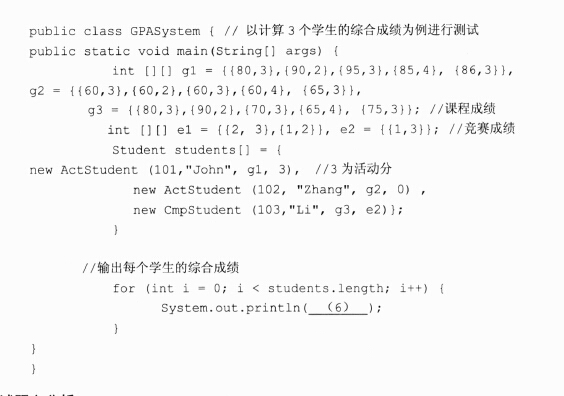 public class GPASystem { // 以计算3个学生的综合成绩为例进行测试
public static void main(String[] args) {
int [][] g1 = {{80,3},{90,2},{95,3},{85,4}, {86,3}},
g2 = {{60,3},{60,2},{60,3},{60,4}, {65,3}},
g3 = {{80,3},{90,2},{70,3},{65,4}, {75,3}}; //课程成绩
int [][] e1 = {{2, 3},{1,2}}, e2 = {{1,3}}; //竞赛成绩
Student students[] = {
new ActStudent (101,"John", g1, 3), //3为活动分
new ActStudent (102, "Zhang", g2, 0) ,
new CmpStudent (103,"Li", g3, e2)};
}
//输出每个学生的综合成绩
for (int i = 0; i < students.length; i++) {
System.out.println(__(6)__);
}
}
}